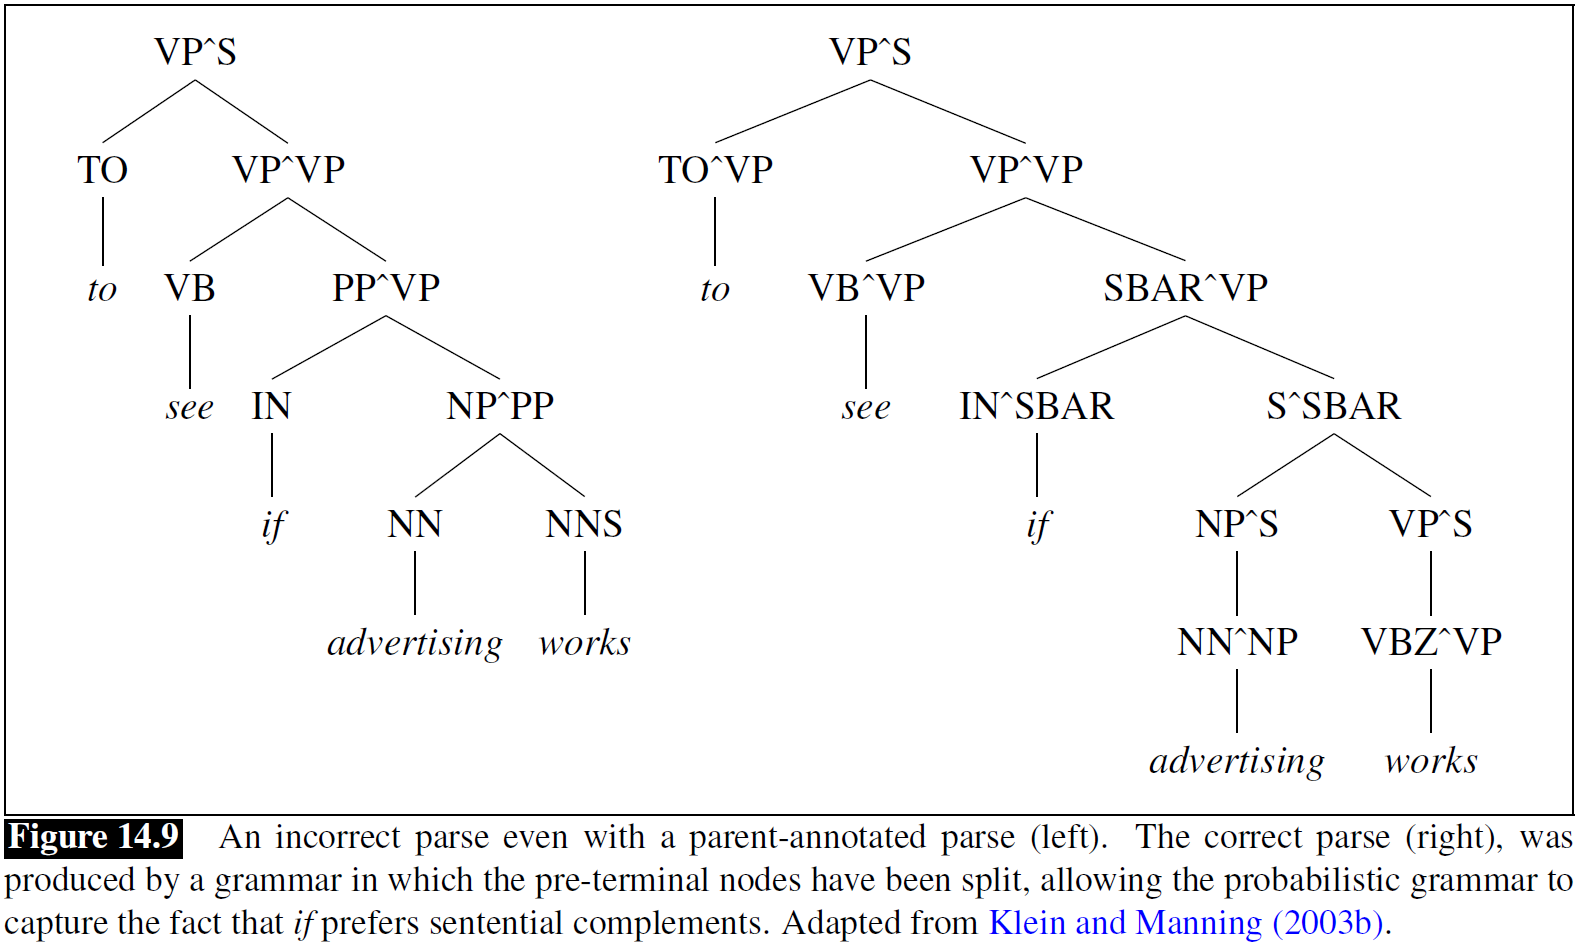 VP^S VP^S
TO VP^VP TO^VP VP^VP
to VB PP^VP to VB^VP SBAR^VP
see IN NP^PP see IN^SBAR S^SBAR
if NN NNS if NP^S VP^S
advertising works NN^NP VBZ^VP
advertising works
Figure 14.9 An incorrect parse even with a parent-annotated parse (left). The correct parse (right), was
produced by a grammar in which the pre-terminal nodes have been split, allowing the probabilistic grammar to
capture the fact that if prefers sentential complements. Adapted from Klein and Manning (2003b).